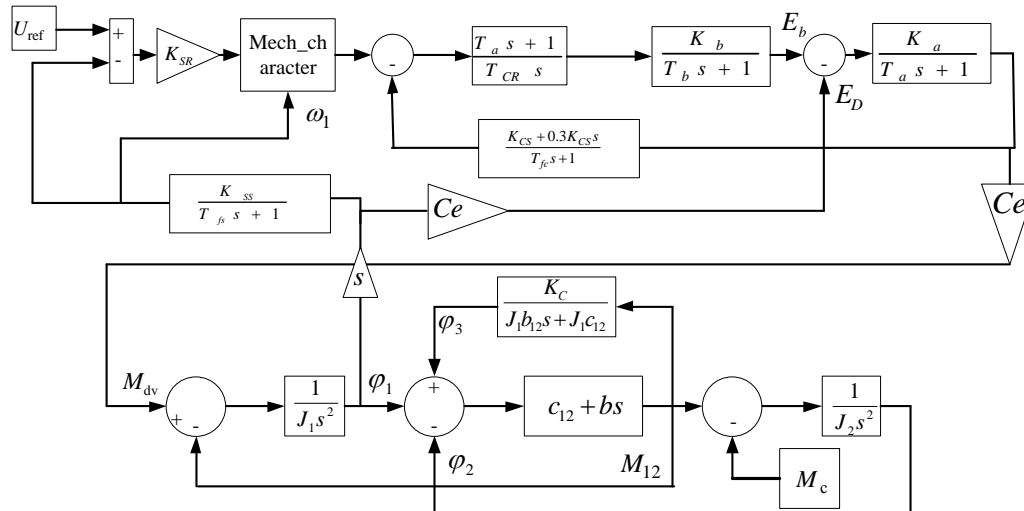 U_ref
+
-
K_SR
Mech_ch
aracter
ω_1
-
T_a s + 1
T_CR s
K_b
T_b s + 1
E_b
-
E_D
K_a
T_a s + 1
K_CS + 0.3K_CS s
T_fc s + 1
K_SS
T_fs s + 1
Ce
Ce
s
K_C
J_1 b_12 s + J_1 c_12
φ_3
M_dv
+
-
1
J_1 s^2
φ_1
+
-
c_12 + bs
-
1
J_2 s^2
φ_2
M_12
M_c